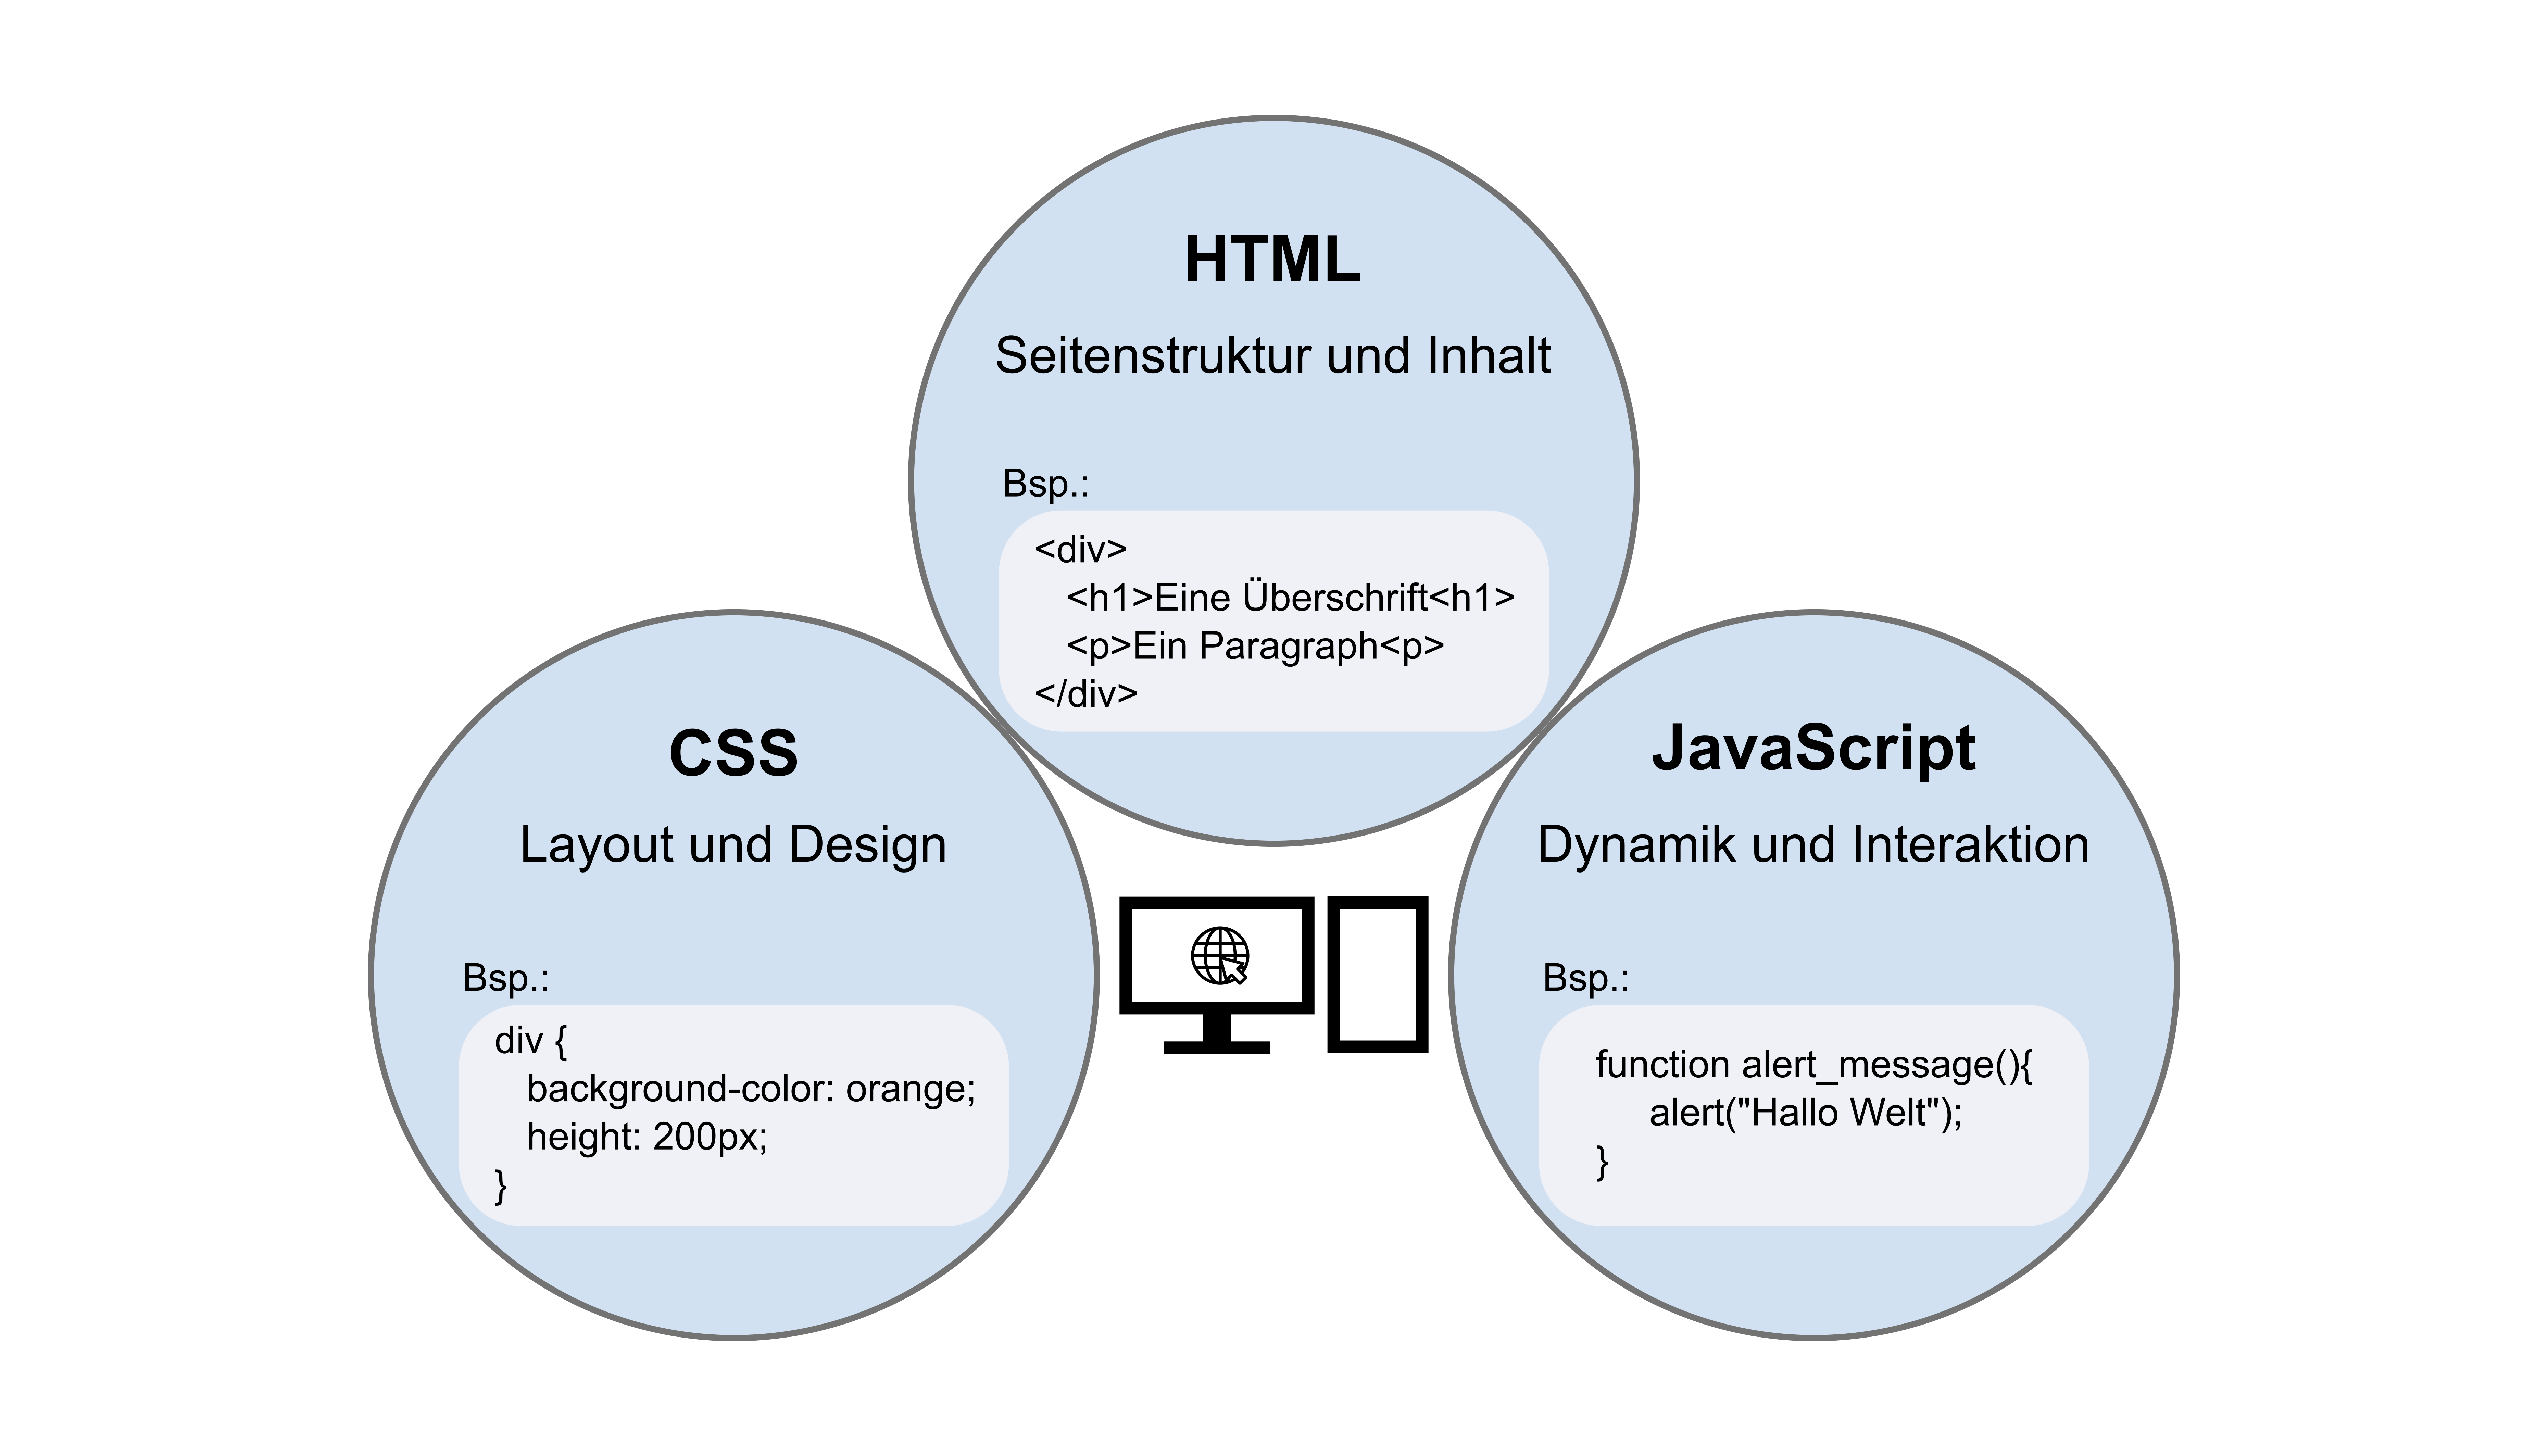 HTML
Seitenstruktur und Inhalt
Bsp.:
<div>
<h1>Eine Überschrift<h1>
<p>Ein Paragraph<p>
</div>
CSS
Layout und Design
Bsp.:
div {
background-color: orange;
height: 200px;
}
JavaScript
Dynamik und Interaktion
Bsp.:
function alert_message(){
alert("Hallo Welt");
}